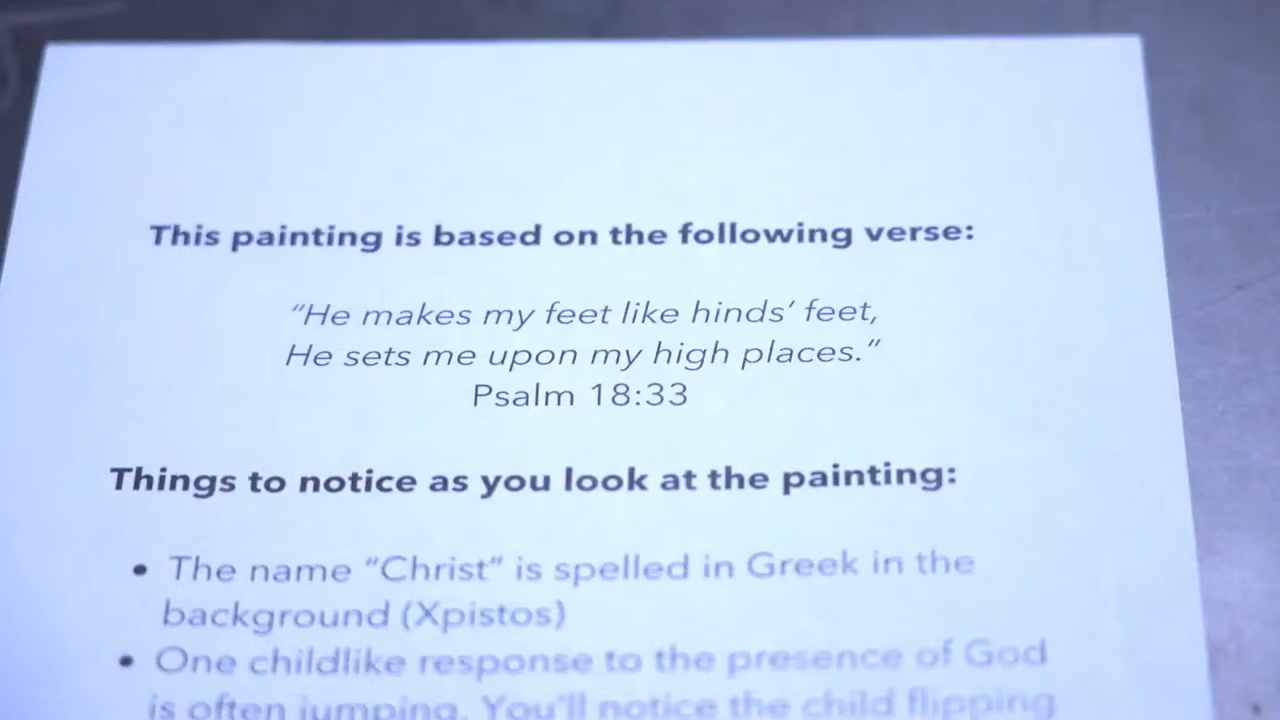 This painting is based on the following verse:
“He makes my feet like hinds’ feet,
He sets me upon my high places.”
Psalm 18:33
Things to notice as you look at the painting:
• The name “Christ” is spelled in Greek in the
background (Xpistos)
• One childlike response to the presence of God
is often jumping. You’ll notice the child flipping